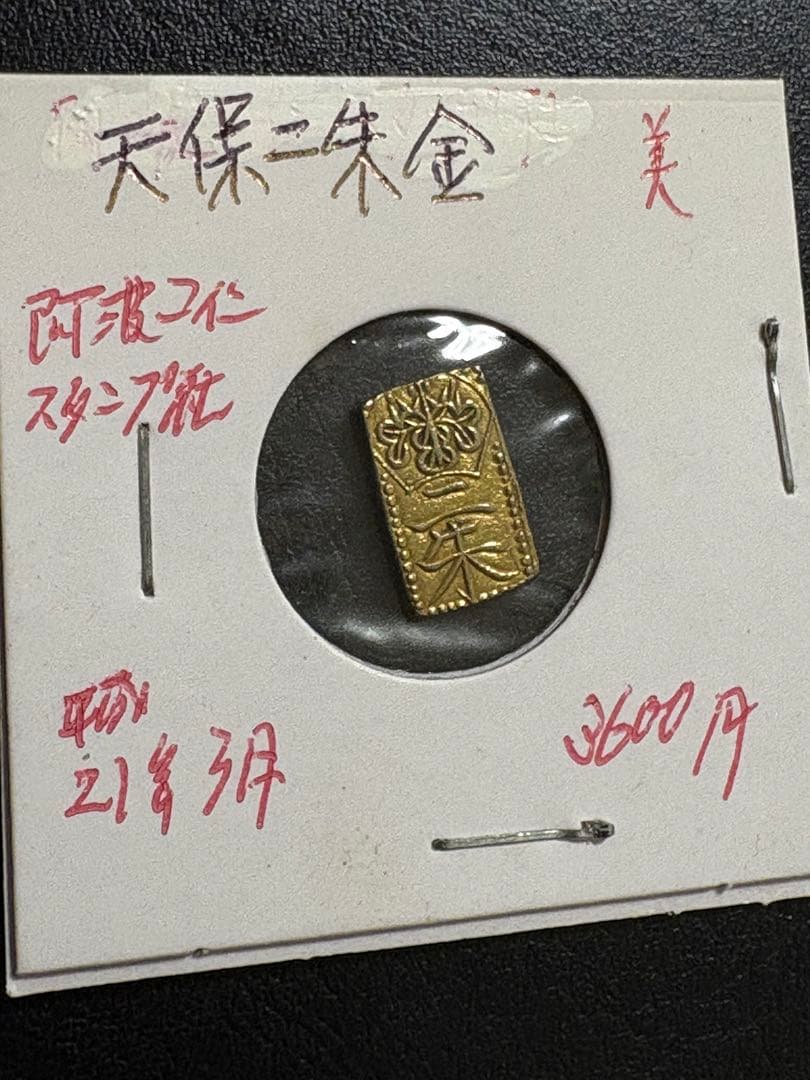 天保二朱金
美
阿波コイン
スタンプ社
二朱
平成
21年3月
3600円